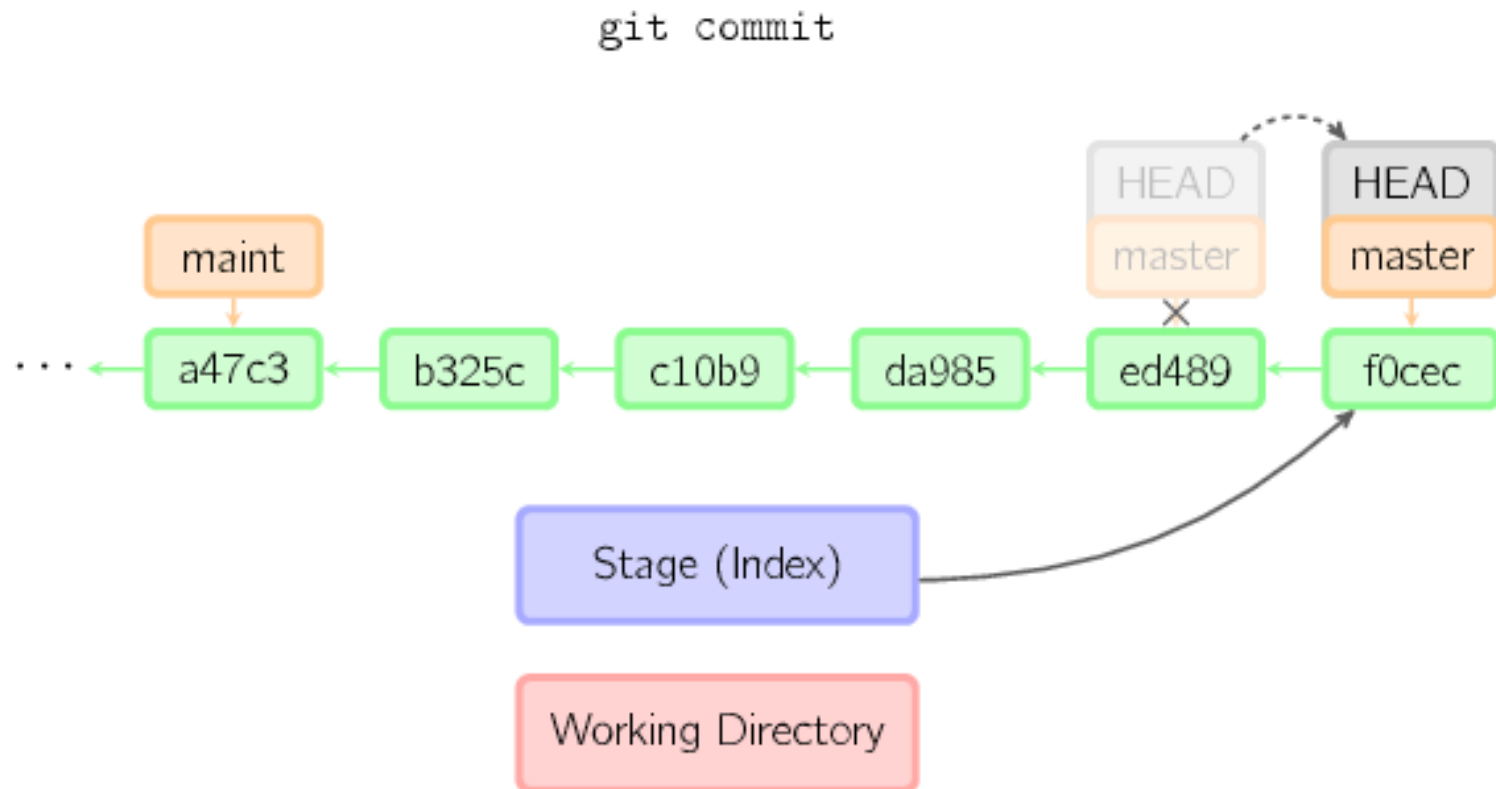 git commit
HEAD
HEAD
maint
master
master
...
a47c3
b325c
c10b9
da985
ed489
f0cec
Stage (Index)
Working Directory